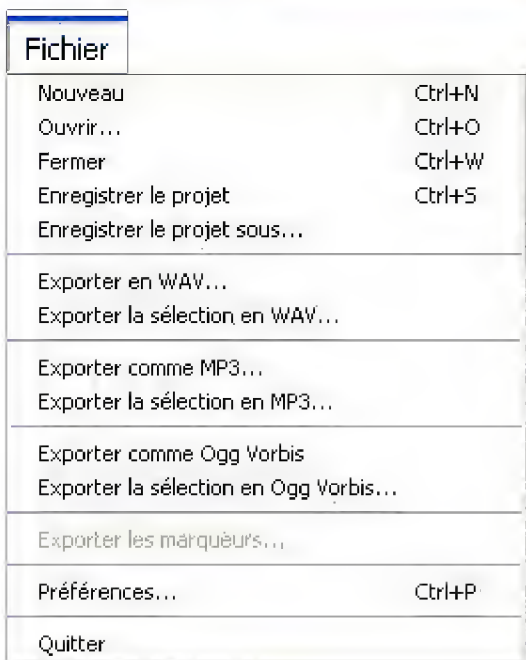 Fichier
Nouveau Ctrl+N
Ouvrir... Ctrl+O
Fermer Ctrl+W
Enregistrer le projet Ctrl+S
Enregistrer le projet sous...
Exporter en WAV...
Exporter la sélection en WAV...
Exporter comme MP3...
Exporter la sélection en MP3...
Exporter comme Ogg Vorbis
Exporter la sélection en Ogg Vorbis...
Exporter les marqueurs...
Préférences... Ctrl+P
Quitter